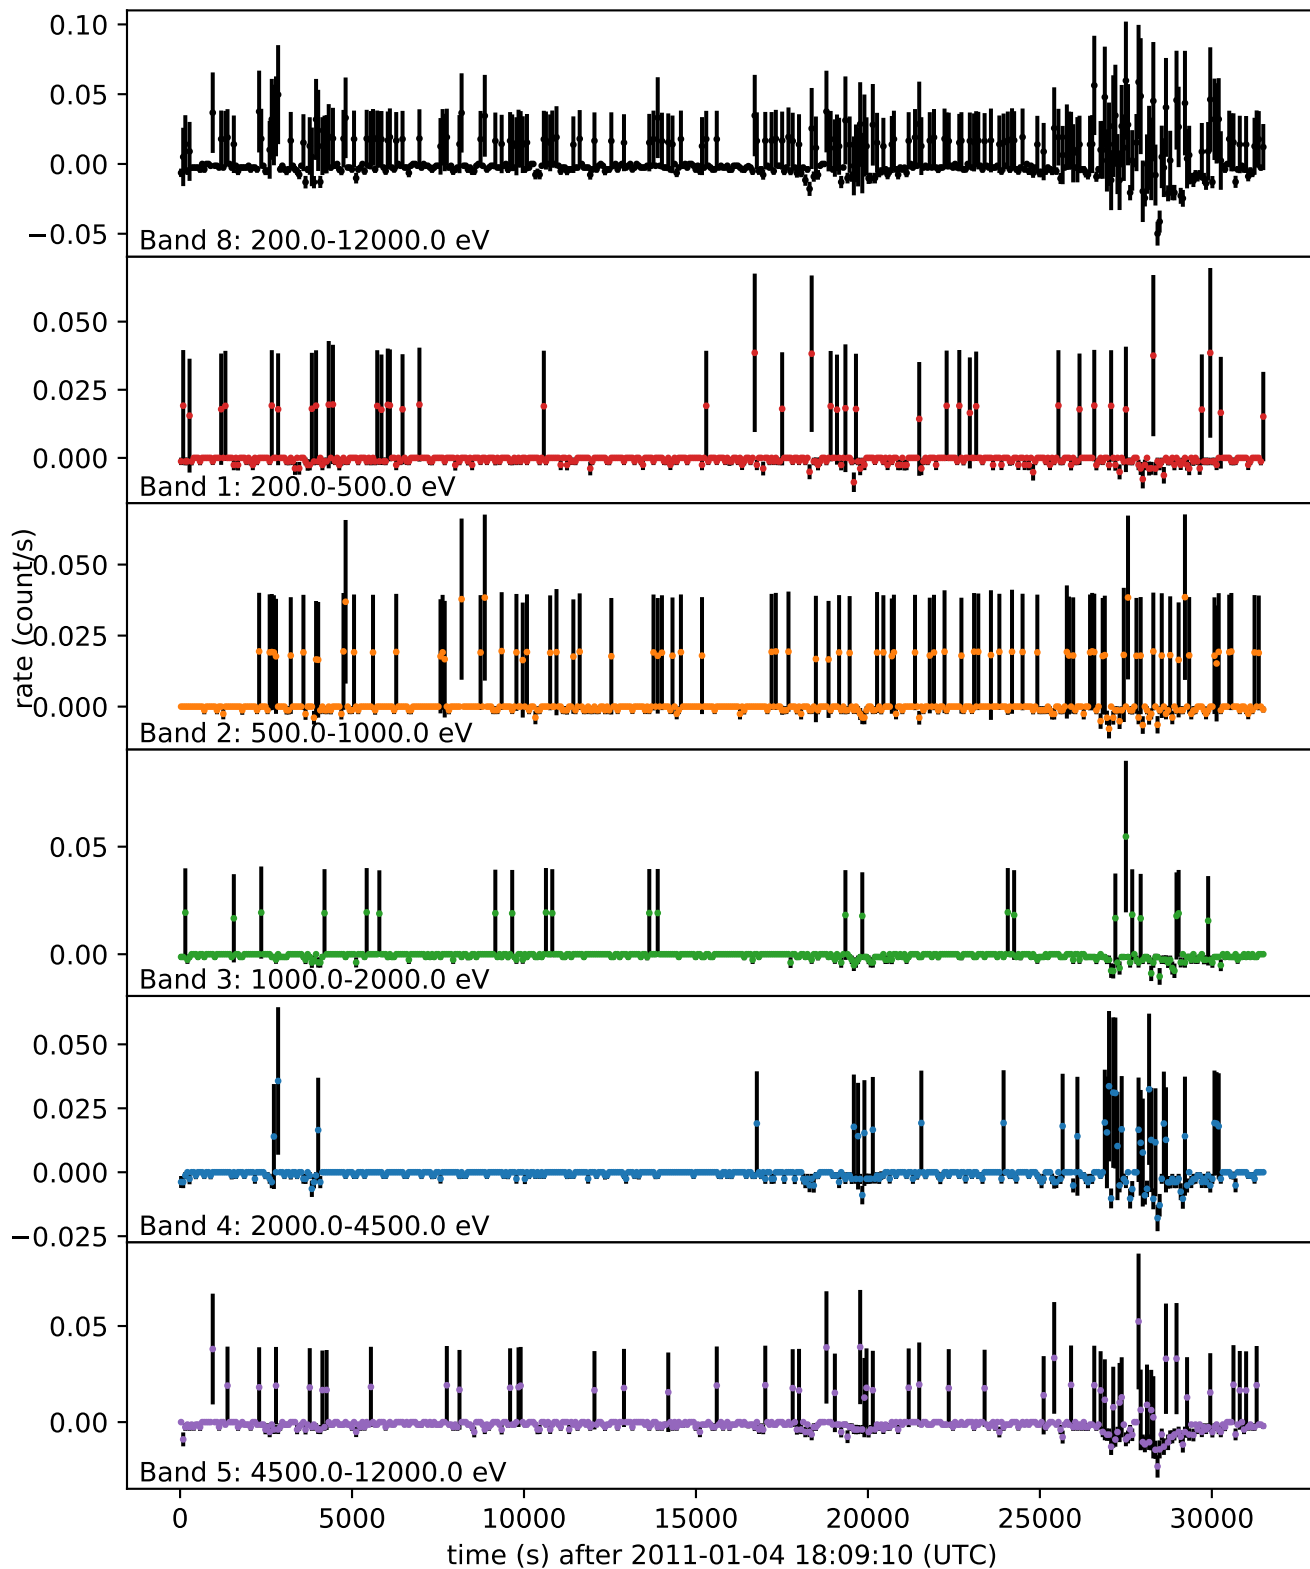 0.10
0.05
0.00
−0.05
Band 8: 200.0-12000.0 eV
0.050
0.025
0.000
Band 1: 200.0-500.0 eV
rate (count/s)
0.050
0.025
0.000
Band 2: 500.0-1000.0 eV
0.05
0.00
Band 3: 1000.0-2000.0 eV
0.050
0.025
0.000
−0.025
Band 4: 2000.0-4500.0 eV
0.05
0.00
Band 5: 4500.0-12000.0 eV
0 5000 10000 15000 20000 25000 30000
time (s) after 2011-01-04 18:09:10 (UTC)